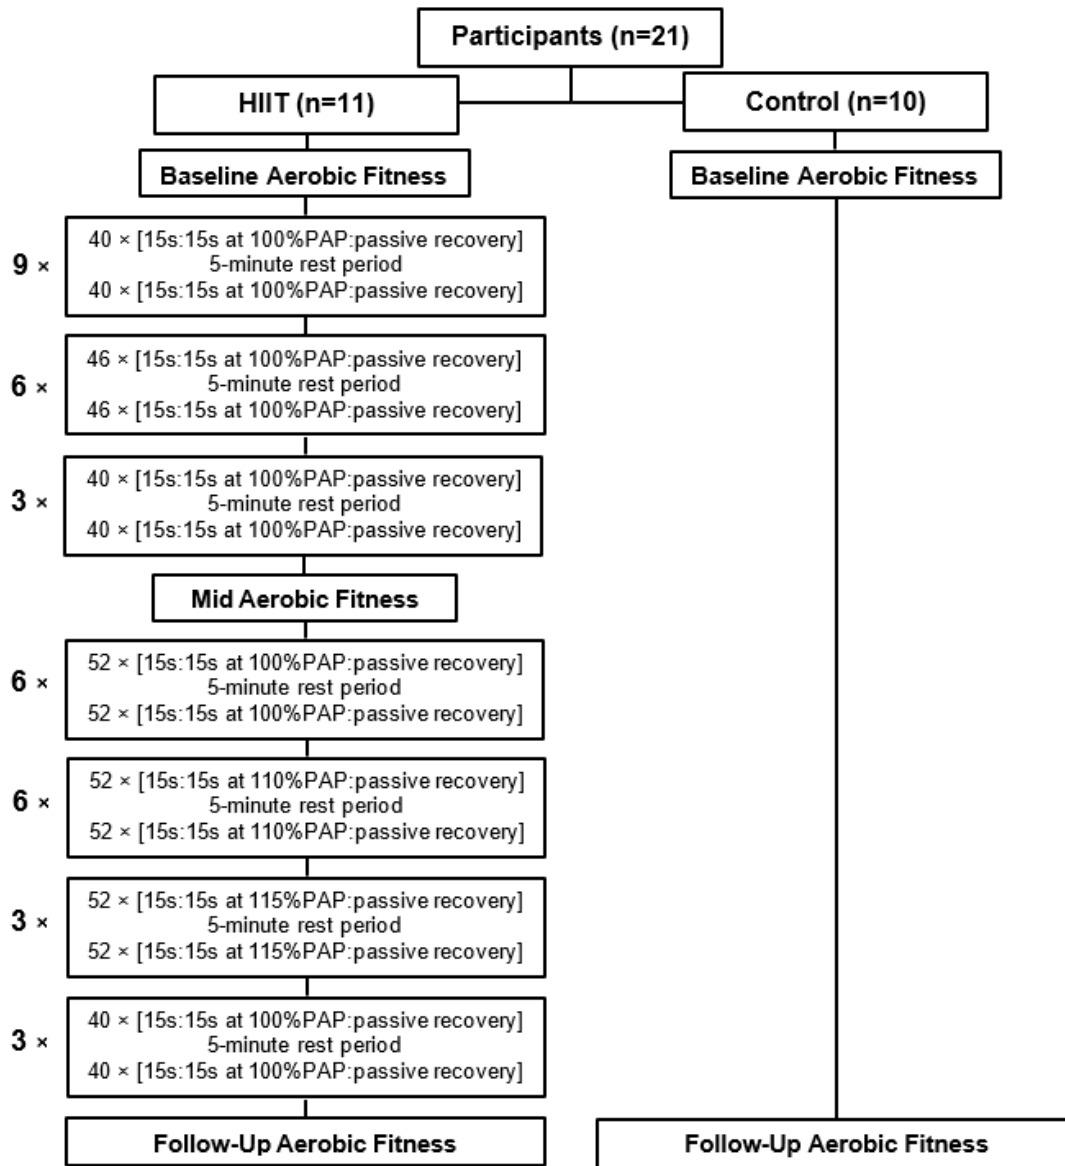 Participants (n=21)
HIIT (n=11)
Control (n=10)
Baseline Aerobic Fitness
Baseline Aerobic Fitness
9 ×
40 × [15s:15s at 100%PAP:passive recovery]
5-minute rest period
40 × [15s:15s at 100%PAP:passive recovery]
6 ×
46 × [15s:15s at 100%PAP:passive recovery]
5-minute rest period
46 × [15s:15s at 100%PAP:passive recovery]
3 ×
40 × [15s:15s at 100%PAP:passive recovery]
5-minute rest period
40 × [15s:15s at 100%PAP:passive recovery]
Mid Aerobic Fitness
6 ×
52 × [15s:15s at 100%PAP:passive recovery]
5-minute rest period
52 × [15s:15s at 100%PAP:passive recovery]
6 ×
52 × [15s:15s at 110%PAP:passive recovery]
5-minute rest period
52 × [15s:15s at 110%PAP:passive recovery]
3 ×
52 × [15s:15s at 115%PAP:passive recovery]
5-minute rest period
52 × [15s:15s at 115%PAP:passive recovery]
3 ×
40 × [15s:15s at 100%PAP:passive recovery]
5-minute rest period
40 × [15s:15s at 100%PAP:passive recovery]
Follow-Up Aerobic Fitness
Follow-Up Aerobic Fitness